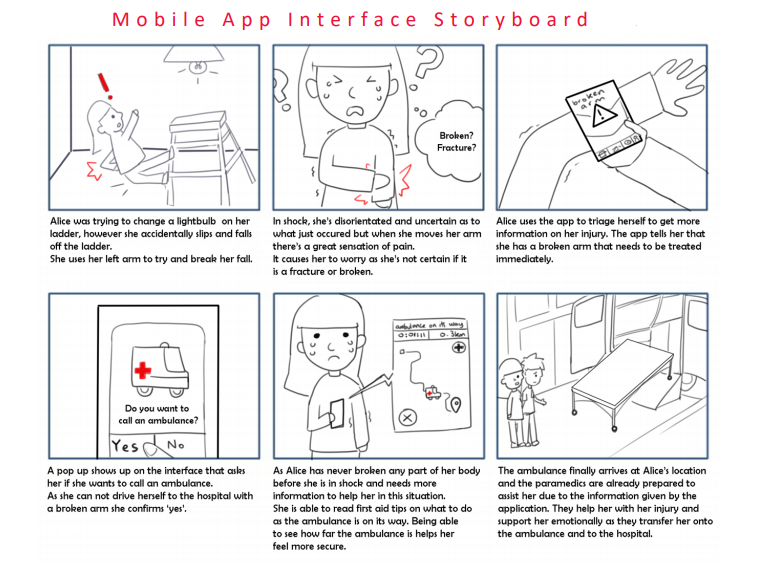 Mobile App Interface Storyboard
Broken?
Fracture?
broken
arm
Alice was trying to change a lightbulb on her
ladder, however she accidentally slips and falls
off the ladder.
She uses her left arm to try and break her fall.
In shock, she's disorientated and uncertain as to
what just occured but when she moves her arm
there's a great sensation of pain.
It causes her to worry as she's not certain if it
is a fracture or broken.
Alice uses the app to triage herself to get more
information on her injury. The app tells her that
she has a broken arm that needs to be treated
immediately.
Do you want to
call an ambulance?
Yes No
ambulance on its way
0.3km
A pop up shows up on the interface that asks
her if she wants to call an ambulance.
As she can not drive herself to the hospital with
a broken arm she confirms 'yes'.
As Alice has never broken any part of her body
before she is in shock and needs more
information to help her in this situation.
She is able to read first aid tips on what to do
as the ambulance is on its way. Being able
to see how far the ambulance is helps her
feel more secure.
The ambulance finally arrives at Alice's location
and the paramedics are already prepared to
assist her due to the information given by the
application. They help her with her injury and
support her emotionally as they transfer her onto
the ambulance and to the hospital.